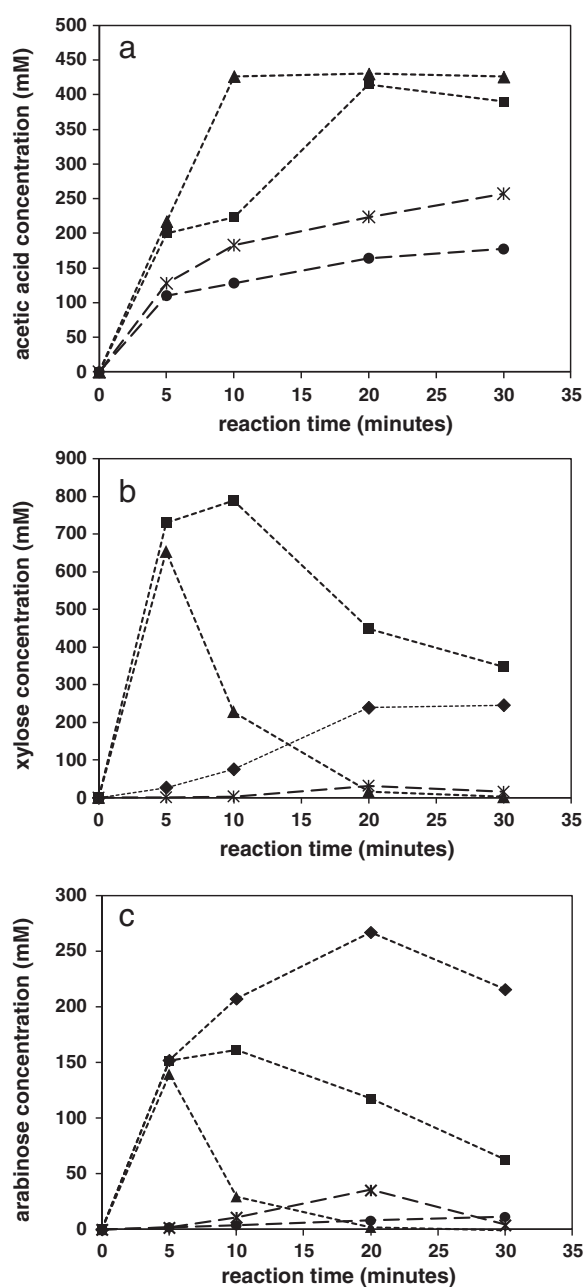 a
acetic acid concentration (mM)
500
450
400
350
300
250
200
150
100
50
0
0 5 10 15 20 25 30 35
reaction time (minutes)
b
xylose concentration (mM)
900
800
700
600
500
400
300
200
100
0
0 5 10 15 20 25 30 35
reaction time (minutes)
c
arabinose concentration (mM)
300
250
200
150
100
50
0
0 5 10 15 20 25 30 35
reaction time (minutes)